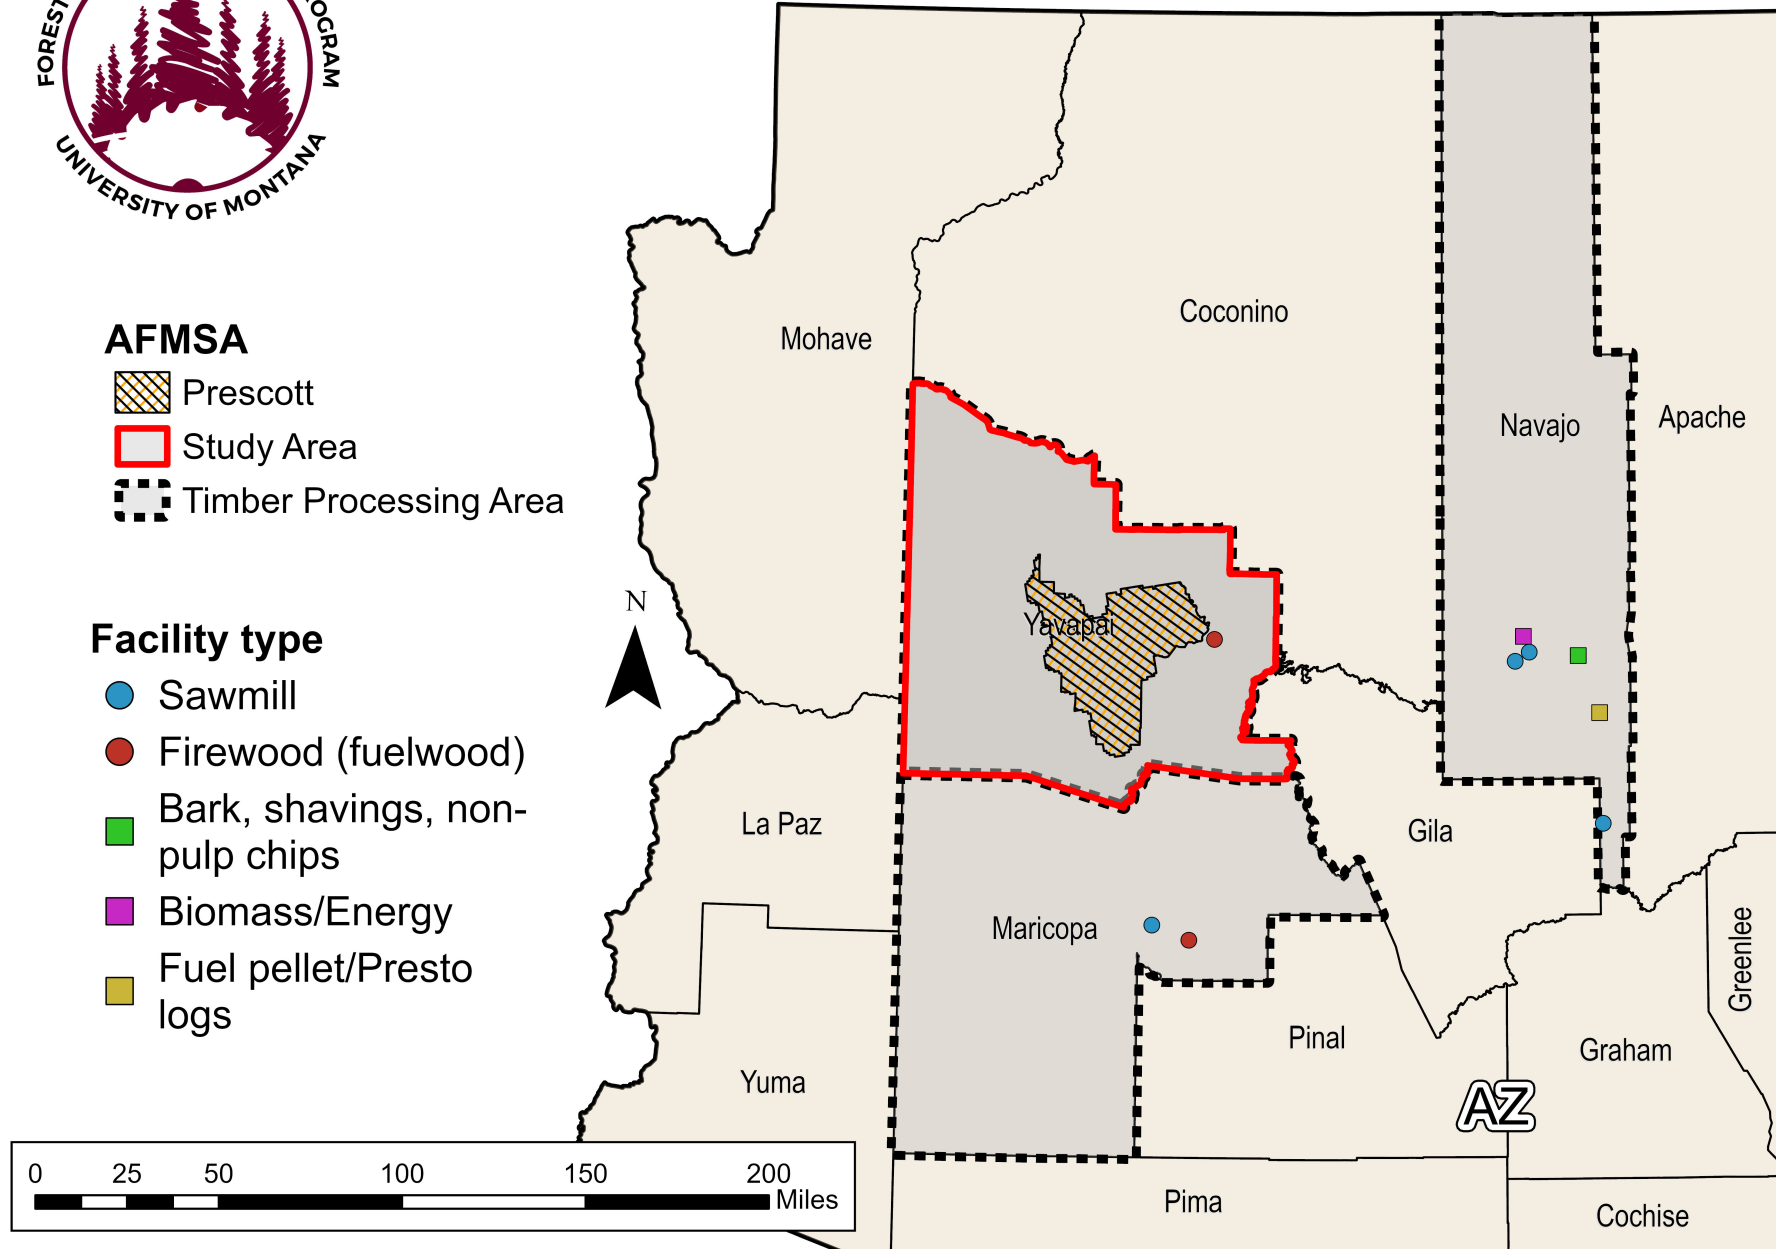 FOREST
OGRAM
UNIVERSITY OF MONTANA
AFMSA
Prescott
Study Area
Timber Processing Area
Facility type
Sawmill
Firewood (fuelwood)
Bark, shavings, non-
pulp chips
Biomass/Energy
Fuel pellet/Presto
logs
N
0 25 50 100 150 200
Miles
Mohave
Coconino
Navajo
Apache
Yavapai
La Paz
Gila
Maricopa
Greenlee
Pinal
Graham
Yuma
AZ
Pima
Cochise